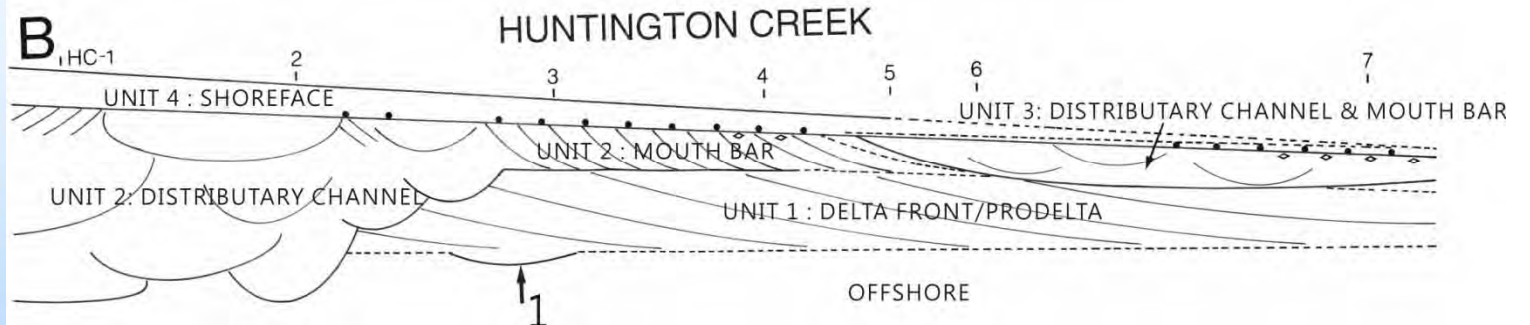 B
HUNTINGTON CREEK
HC-1 2 3 4 5 6 7
UNIT 4 : SHOREFACE
UNIT 3: DISTRIBUTARY CHANNEL & MOUTH BAR
UNIT 2 : MOUTH BAR
UNIT 2: DISTRIBUTARY CHANNEL
UNIT 1 : DELTA FRONT/PRODELTA
OFFSHORE
1